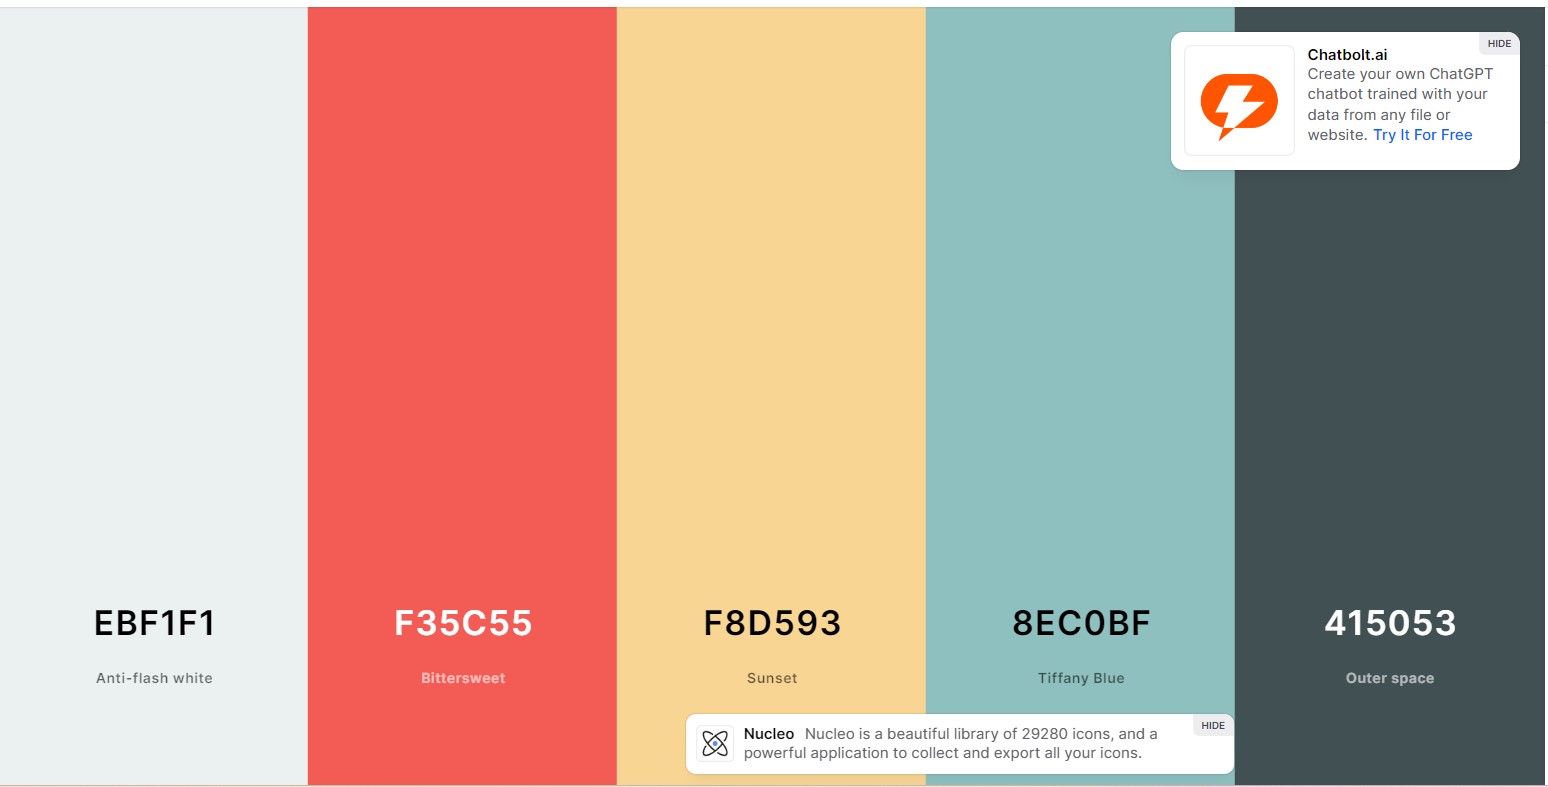 HIDE
Chatbolt.ai
Create your own ChatGPT
chatbot trained with your
data from any file or
website. Try It For Free
EBF1F1
Anti-flash white
F35C55
Bittersweet
F8D593
Sunset
8EC0BF
Tiffany Blue
415053
Outer space
HIDE
Nucleo Nucleo is a beautiful library of 29280 icons, and a
powerful application to collect and export all your icons.